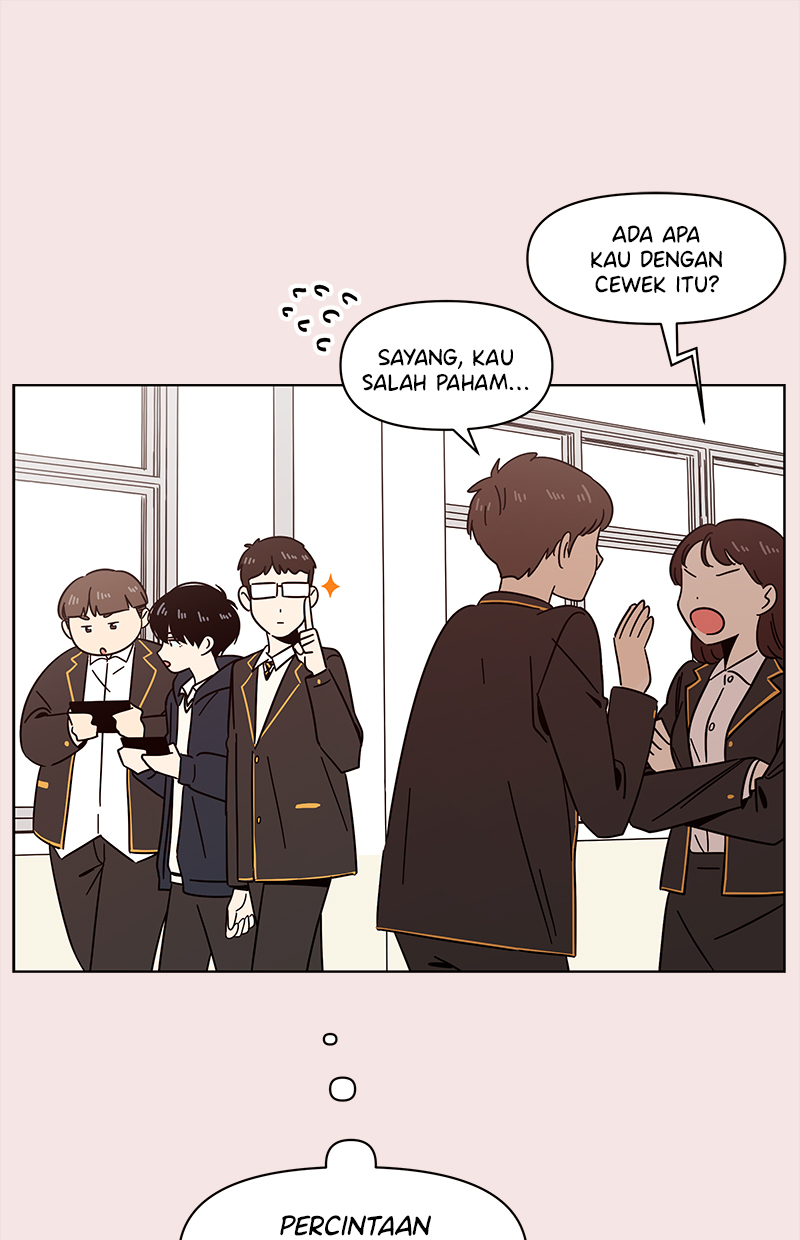 ADA APA
KAU DENGAN
CEWEK ITU?
SAYANG, KAU
SALAH PAHAM...
PERCINTAAN